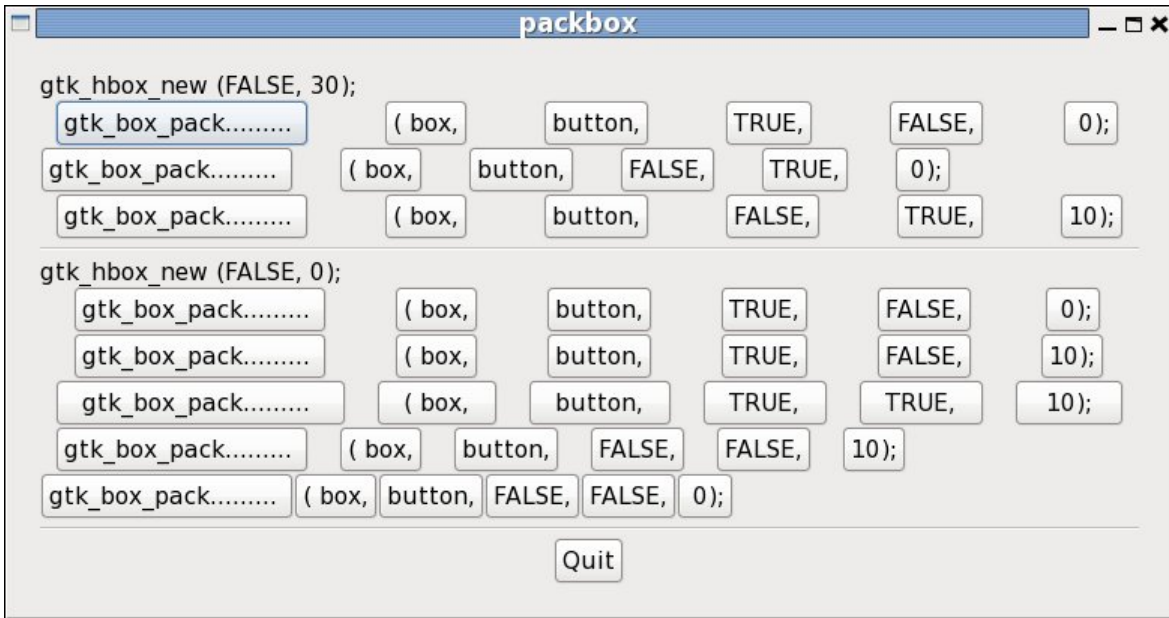 packbox
gtk_hbox_new (FALSE, 30);
gtk_box_pack......... ( box, button, TRUE, FALSE, 0);
gtk_box_pack......... ( box, button, FALSE, TRUE, 0);
gtk_box_pack......... ( box, button, FALSE, TRUE, 10);
gtk_hbox_new (FALSE, 0);
gtk_box_pack......... ( box, button, TRUE, FALSE, 0);
gtk_box_pack......... ( box, button, TRUE, FALSE, 10);
gtk_box_pack......... ( box, button, TRUE, TRUE, 10);
gtk_box_pack......... ( box, button, FALSE, FALSE, 10);
gtk_box_pack......... ( box, button, FALSE, FALSE, 0);
Quit